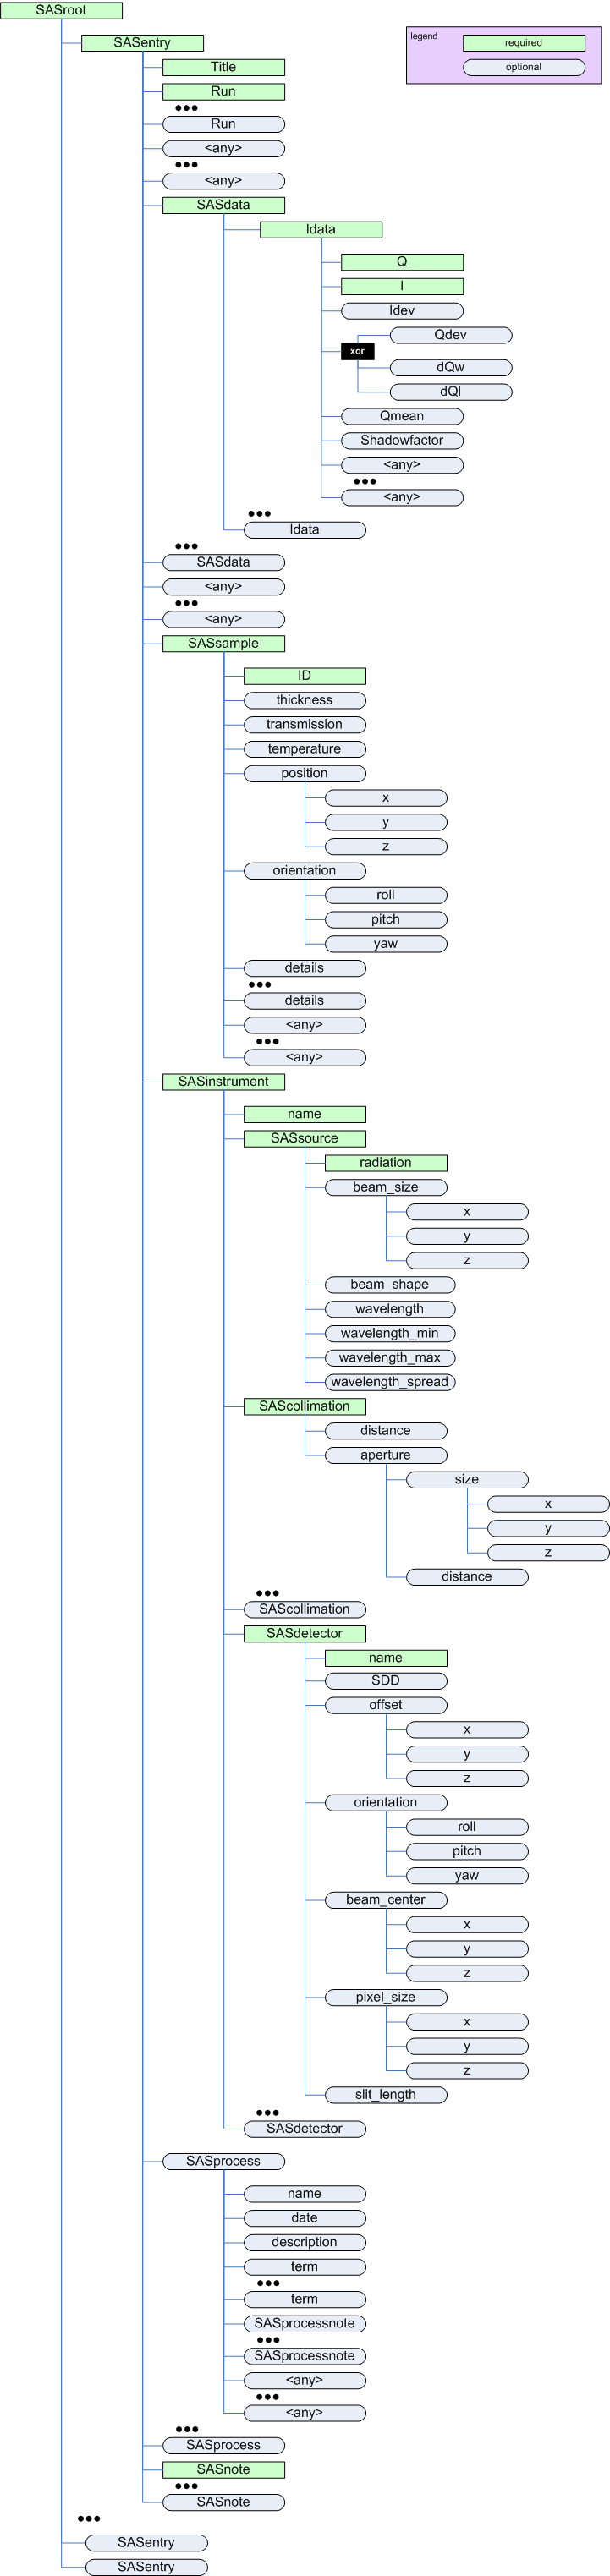 SASroot
SASentry
legend
required
optional
Title
Run
•••
Run
<any>
•••
<any>
SASdata
Idata
Q
I
Idev
xor
Qdev
dQw
dQl
Qmean
Shadowfactor
<any>
•••
<any>
•••
Idata
•••
SASdata
<any>
•••
<any>
SASsample
ID
thickness
transmission
temperature
position
x
y
z
orientation
roll
pitch
yaw
details
•••
details
<any>
•••
<any>
SASinstrument
name
SASsource
radiation
beam_size
x
y
z
beam_shape
wavelength
wavelength_min
wavelength_max
wavelength_spread
SAScollimation
distance
aperture
size
x
y
z
distance
•••
SAScollimation
SASdetector
name
SDD
offset
x
y
z
orientation
roll
pitch
yaw
beam_center
x
y
z
pixel_size
x
y
z
slit_length
•••
SASdetector
SASprocess
name
date
description
term
•••
term
SASprocessnote
•••
SASprocessnote
<any>
•••
<any>
•••
SASprocess
SASnote
•••
SASnote
•••
SASentry
SASentry